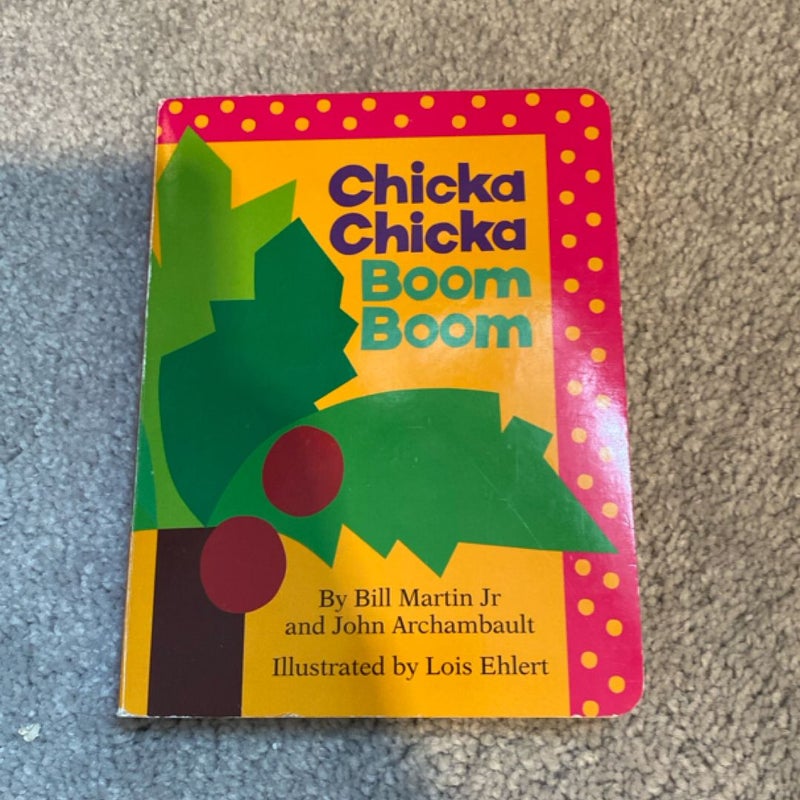 Chicka
Chicka
Boom
Boom
By Bill Martin Jr
and John Archambault
Illustrated by Lois Ehlert